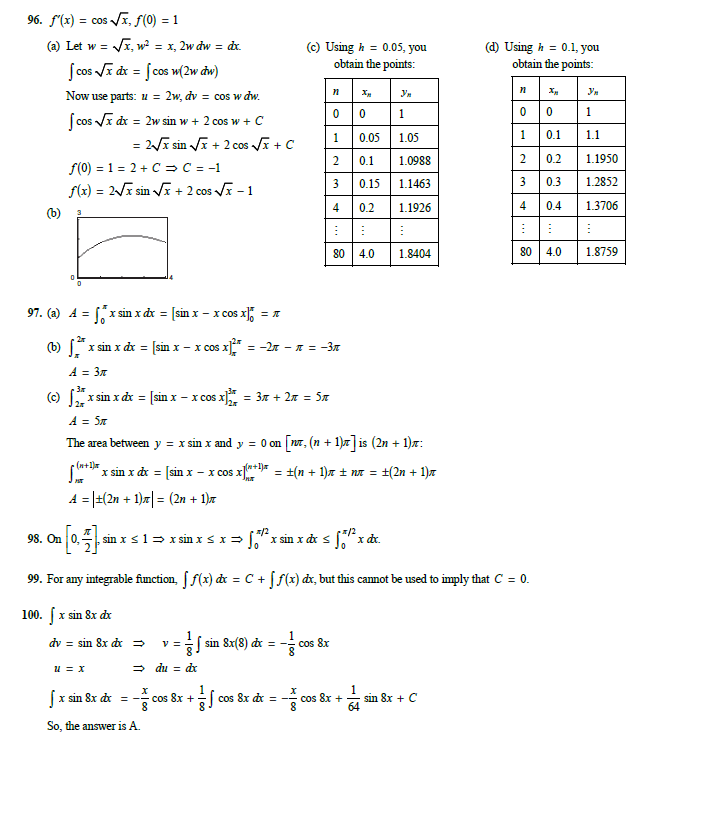 96. f′(x) = cos √x, f(0) = 1
(a) Let w = √x, w² = x, 2w dw = dx.
∫ cos √x dx = ∫ cos w(2w dw)
Now use parts: u = 2w, dv = cos w dw.
∫ cos √x dx = 2w sin w + 2 cos w + C
= 2√x sin √x + 2 cos √x + C
f(0) = 1 = 2 + C ⇒ C = −1
f(x) = 2√x sin √x + 2 cos √x − 1
(b)
3
0
0
4
(c) Using h = 0.05, you
obtain the points:
n xₙ yₙ
0 0 1
1 0.05 1.05
2 0.1 1.0988
3 0.15 1.1463
4 0.2 1.1926
⋮ ⋮ ⋮
80 4.0 1.8404
(d) Using h = 0.1, you
obtain the points:
n xₙ yₙ
0 0 1
1 0.1 1.1
2 0.2 1.1950
3 0.3 1.2852
4 0.4 1.3706
⋮ ⋮ ⋮
80 4.0 1.8759
97. (a) A = ∫₀^π x sin x dx = [sin x − x cos x]₀^π = π
(b) ∫_π^2π x sin x dx = [sin x − x cos x]_π^2π = −2π − π = −3π
A = 3π
(c) ∫_2π^3π x sin x dx = [sin x − x cos x]_2π^3π = 3π + 2π = 5π
A = 5π
The area between y = x sin x and y = 0 on [nπ, (n + 1)π] is (2n + 1)π:
∫_nπ^(n+1)π x sin x dx = [sin x − x cos x]_nπ^(n+1)π = ±(n + 1)π ± nπ = ±(2n + 1)π
A = |±(2n + 1)π| = (2n + 1)π
98. On [0, π/2], sin x ≤ 1 ⇒ x sin x ≤ x ⇒ ∫₀^π/2 x sin x dx ≤ ∫₀^π/2 x dx.
99. For any integrable function, ∫ f(x) dx = C + ∫ f(x) dx, but this cannot be used to imply that C = 0.
100. ∫ x sin 8x dx
dv = sin 8x dx ⇒ v = 1/8 ∫ sin 8x(8) dx = −1/8 cos 8x
u = x ⇒ du = dx
∫ x sin 8x dx = −x/8 cos 8x + 1/8 ∫ cos 8x dx = −x/8 cos 8x + 1/64 sin 8x + C
So, the answer is A.